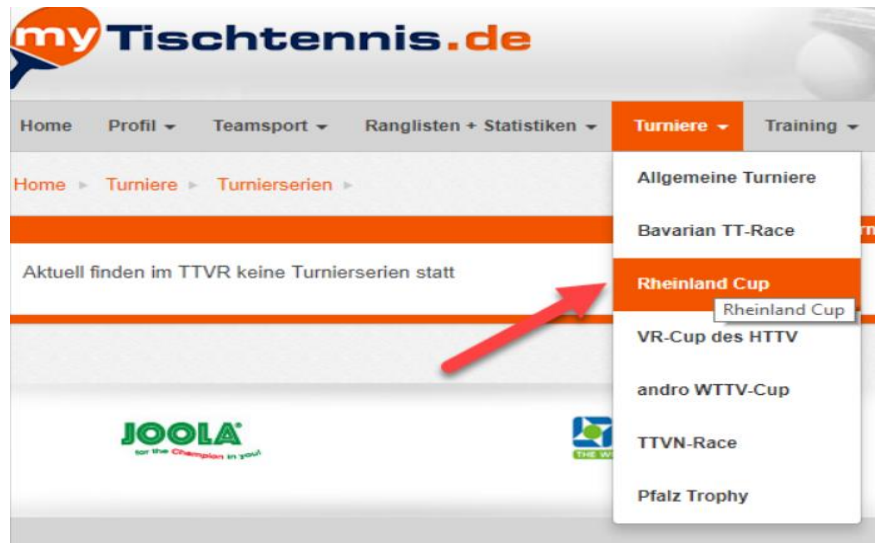 myTischtennis.de
Home Profil Teamsport Ranglisten + Statistiken Turniere Training
Home Turniere Turnierserien
Aktuell finden im TTVR keine Turnierserien statt
Allgemeine Turniere
Bavarian TT-Race
Rheinland Cup
Rheinland Cup
VR-Cup des HTTV
andro WTTV-Cup
TTVN-Race
Pfalz Trophy
JOOLA
for the Champion in you!